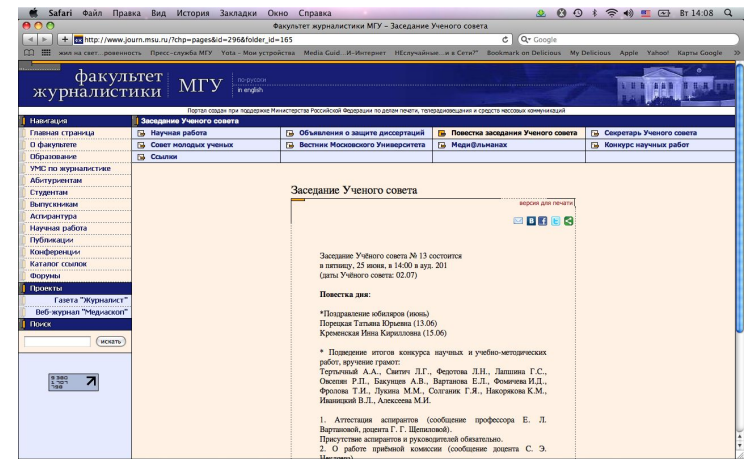 Safari Файл Правка Вид История Закладки Окно Справка Вт 14:08
Факультет журналистики МГУ – Заседание Ученого совета
http://www.journ.msu.ru/?chp=pages&id=296&folder_id=165 Google
жил на свет...ровенность Пресс-служба МГУ Yota - Мои устройства Media Guid...И-Интернет НЕслучайные...и в Сети?" Bookmark on Delicious My Delicious Apple Yahoo! Карты Google
факультет
журналистики МГУ
по-русски
in english
Портал создан при поддержке Министерства Российской Федерации по делам печати, телерадиовещания и средств массовых коммуникаций
Навигация
Главная страница
О факультете
Образование
УМС по журналистике
Абитуриентам
Студентам
Выпускникам
Аспирантура
Научная работа
Публикации
Конференции
Каталог ссылок
Форумы
Проекты
Газета "Журналист"
Веб-журнал "Медиаскоп"
Поиск
искать
Заседание Ученого совета
Научная работа Объявления о защите диссертаций Повестка заседания Ученого совета Секретарь Ученого совета
Совет молодых ученых Вестник Московского Университета Меди@льманах Конкурс научных работ
Ссылки
Заседание Ученого совета
версия для печати
Заседание Учёного совета № 13 состоится
в пятницу, 25 июня, в 14:00 в ауд. 201
(даты Учёного совета: 02.07)
Повестка дня:
*Поздравление юбиляров (июнь)
Порецкая Татьяна Юрьевна (13.06)
Кременская Инна Кирилловна (15.06)
* Подведение итогов конкурса научных и учебно-методических
работ, вручение грамот:
Тертычный А.А., Свитич Л.Г., Федотова Л.Н., Лапшина Г.С.,
Овсепян Р.П., Бакунцев А.В., Вартанова Е.Л., Фомичева И.Д.,
Фролова Т.И., Лукина М.М., Солганик Г.Я., Накорякова К.М.,
Иваницкий В.Л., Алексеева М.И.
1. Аттестация аспирантов (сообщение профессора Е. Л.
Вартановой, доцента Г. Г. Щепиловой).
Присутствие аспирантов и руководителей обязательно.
2. О работе приёмной комиссии (сообщение доцента С. Э.